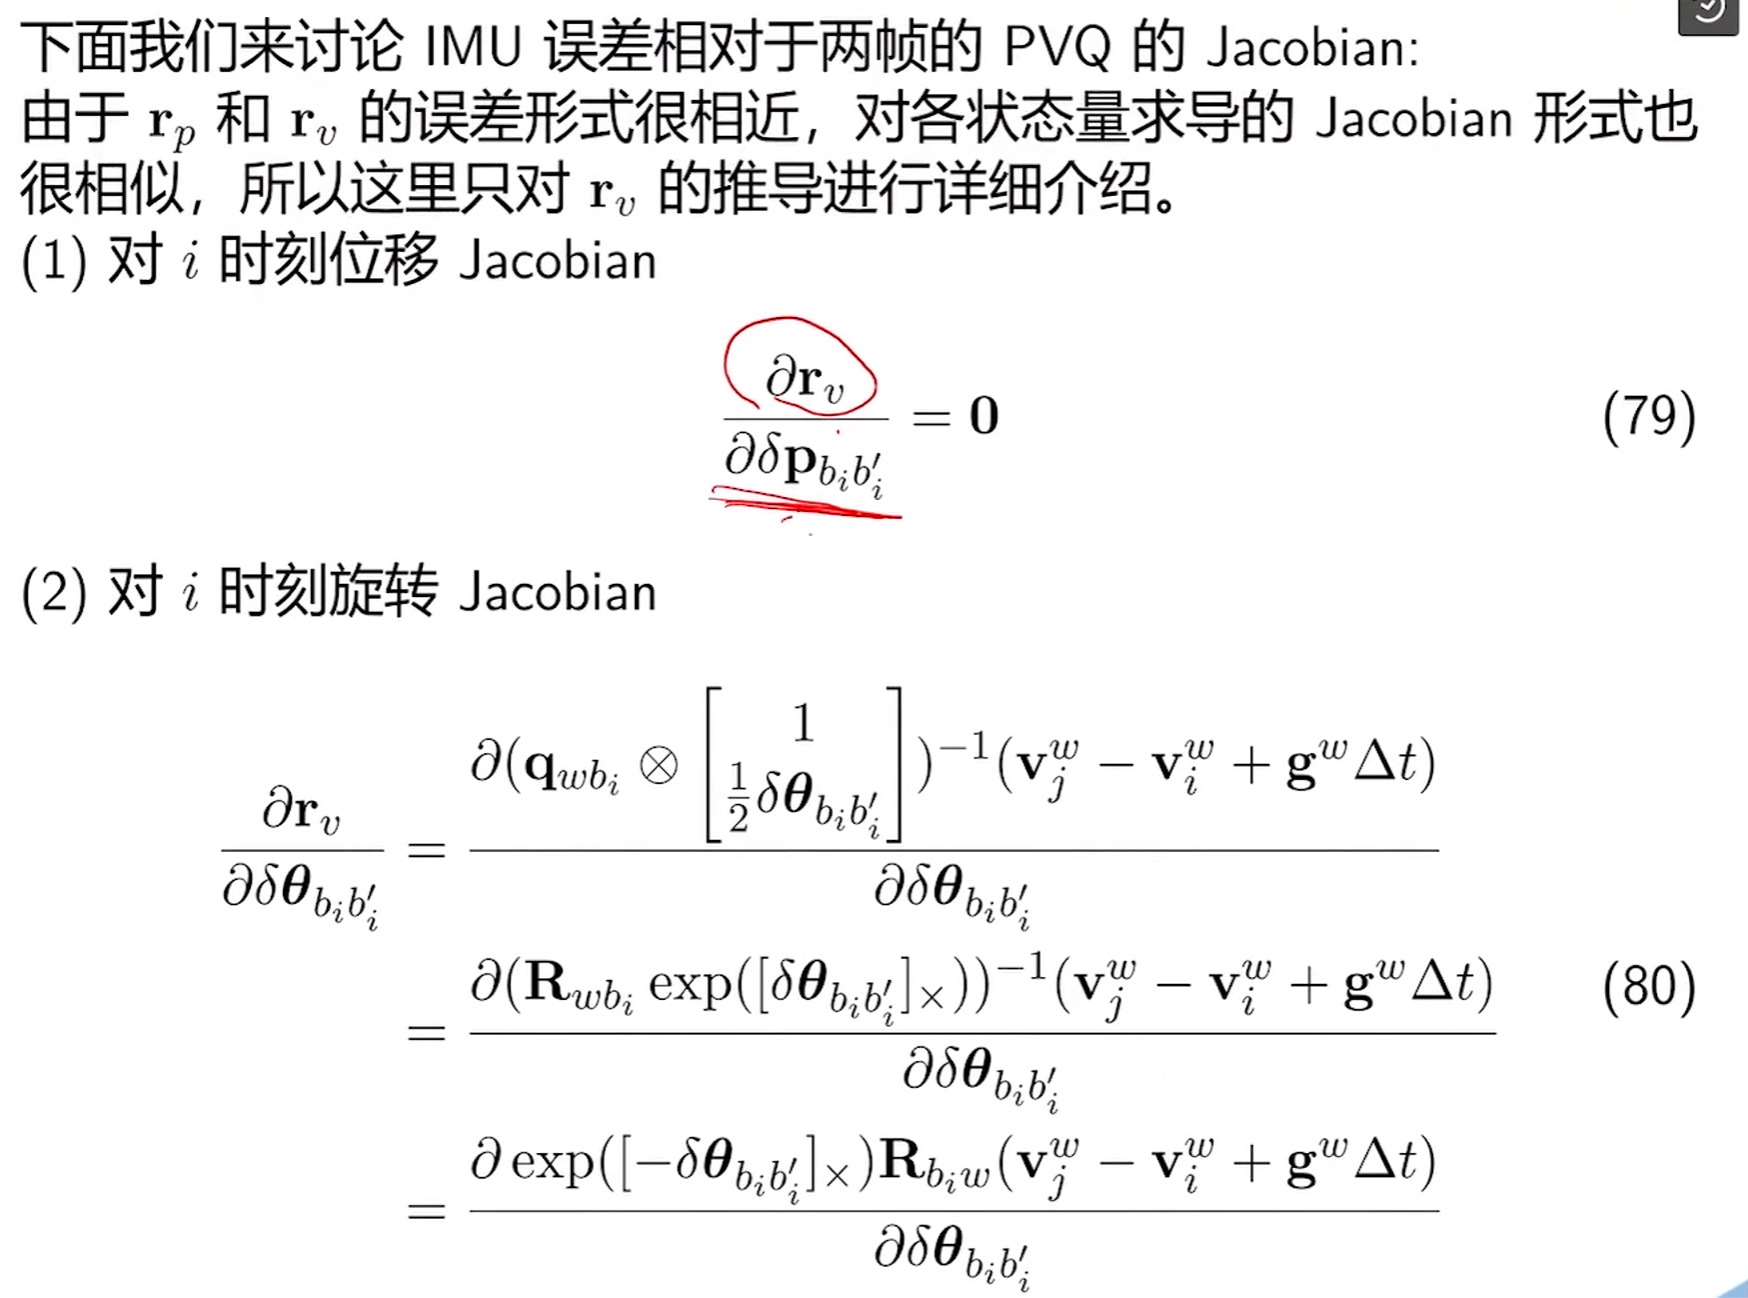 下面我们来讨论 IMU 误差相对于两帧的 PVQ 的 Jacobian:
由于 $\mathbf{r}_p$ 和 $\mathbf{r}_v$ 的误差形式很相近，对各状态量求导的 Jacobian 形式也
很相似，所以这里只对 $\mathbf{r}_v$ 的推导进行详细介绍。
(1) 对 $i$ 时刻位移 Jacobian
$\frac{\partial \mathbf{r}_v}{\partial \delta \mathbf{p}_{b_i b_i'}} = \mathbf{0}$ (79)
(2) 对 $i$ 时刻旋转 Jacobian
$\frac{\partial \mathbf{r}_v}{\partial \delta \boldsymbol{\theta}_{b_i b_i'}} = \frac{\partial (\mathbf{q}_{wb_i} \otimes \begin{bmatrix} 1 \\ \frac{1}{2} \delta \boldsymbol{\theta}_{b_i b_i'} \end{bmatrix})^{-1} (\mathbf{v}_j^w - \mathbf{v}_i^w + \mathbf{g}^w \Delta t)}{\partial \delta \boldsymbol{\theta}_{b_i b_i'}}$
$= \frac{\partial (\mathbf{R}_{wb_i} \exp([\delta \boldsymbol{\theta}_{b_i b_i'}]_\times))^{-1} (\mathbf{v}_j^w - \mathbf{v}_i^w + \mathbf{g}^w \Delta t)}{\partial \delta \boldsymbol{\theta}_{b_i b_i'}}$ (80)
$= \frac{\partial \exp([-\delta \boldsymbol{\theta}_{b_i b_i'}]_\times) \mathbf{R}_{b_i w} (\mathbf{v}_j^w - \mathbf{v}_i^w + \mathbf{g}^w \Delta t)}{\partial \delta \boldsymbol{\theta}_{b_i b_i'}}$